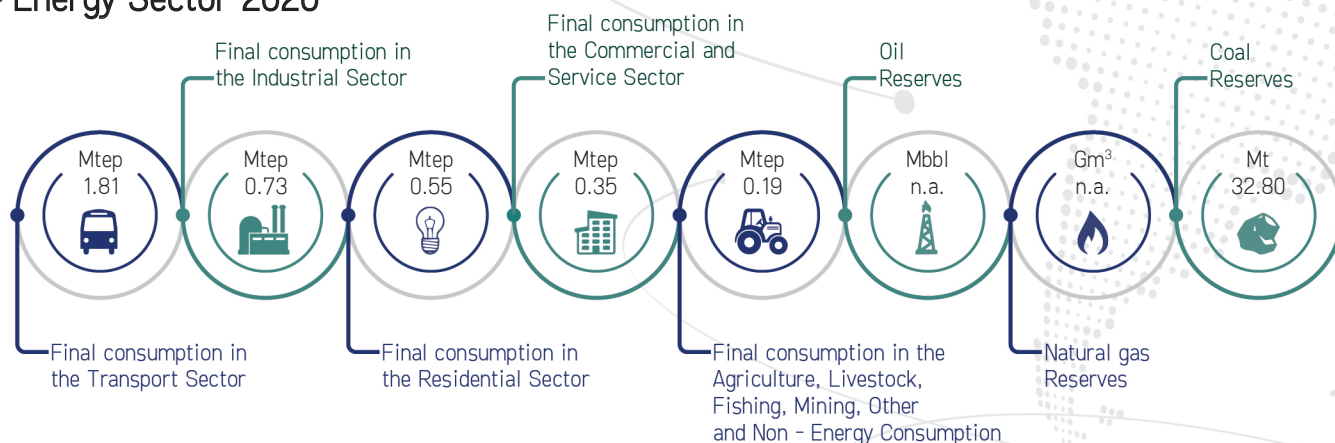 Energy Sector 2020
Final consumption in
the Industrial Sector
Final consumption in
the Commercial and
Service Sector
Oil
Reserves
Coal
Reserves
Mtep
1.81
Mtep
0.73
Mtep
0.55
Mtep
0.35
Mtep
0.19
Mbbl
n.a.
Gm³
n.a.
Mt
32.80
Final consumption in
the Transport Sector
Final consumption in
the Residential Sector
Final consumption in the
Agriculture, Livestock,
Fishing, Mining, Other
and Non - Energy Consumption
Natural gas
Reserves